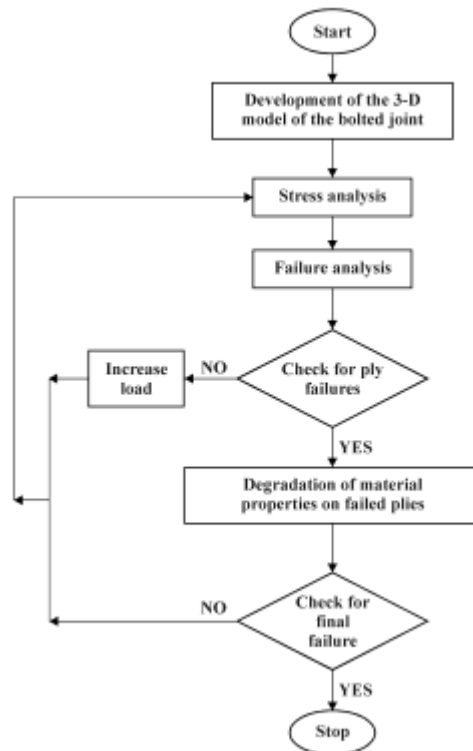 Start
Development of the 3-D
model of the bolted joint
Stress analysis
Failure analysis
Check for ply
failures
NO
Increase
load
YES
Degradation of material
properties on failed plies
Check for
final
failure
NO
YES
Stop